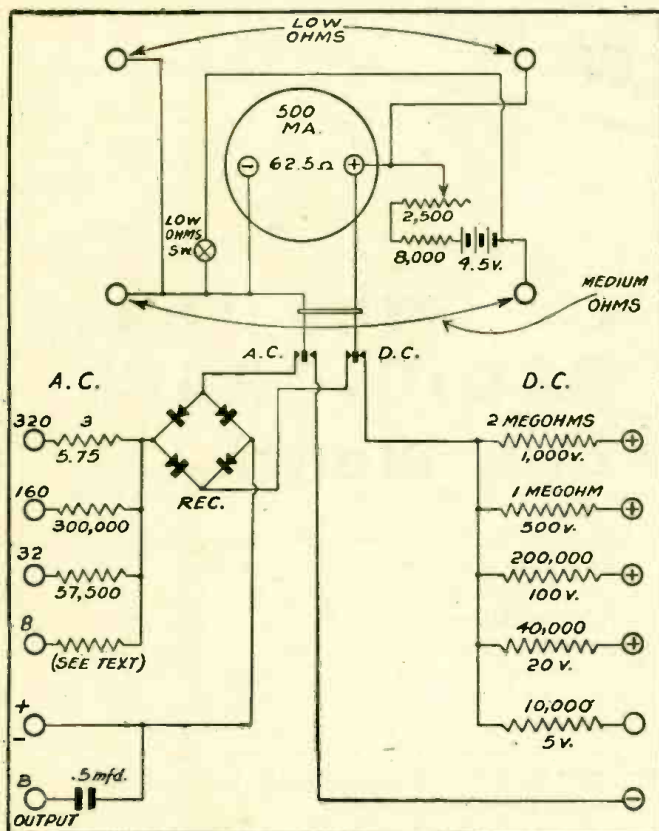 LOW
OHMS
500
MA.
62.5Ω
LOW
OHMS
SW.
2,500
8,000
4.5v.
MEDIUM
OHMS
A.C.
D.C.
A.C.
D.C.
320
3
5.75
160
300,000
32
57,500
8
(SEE TEXT)
REC.
+
-
B
.5 mfd.
OUTPUT
2 MEGOHMS
1,000v.
1 MEGOHM
500v.
200,000
100v.
40,000
20v.
10,000
5v.